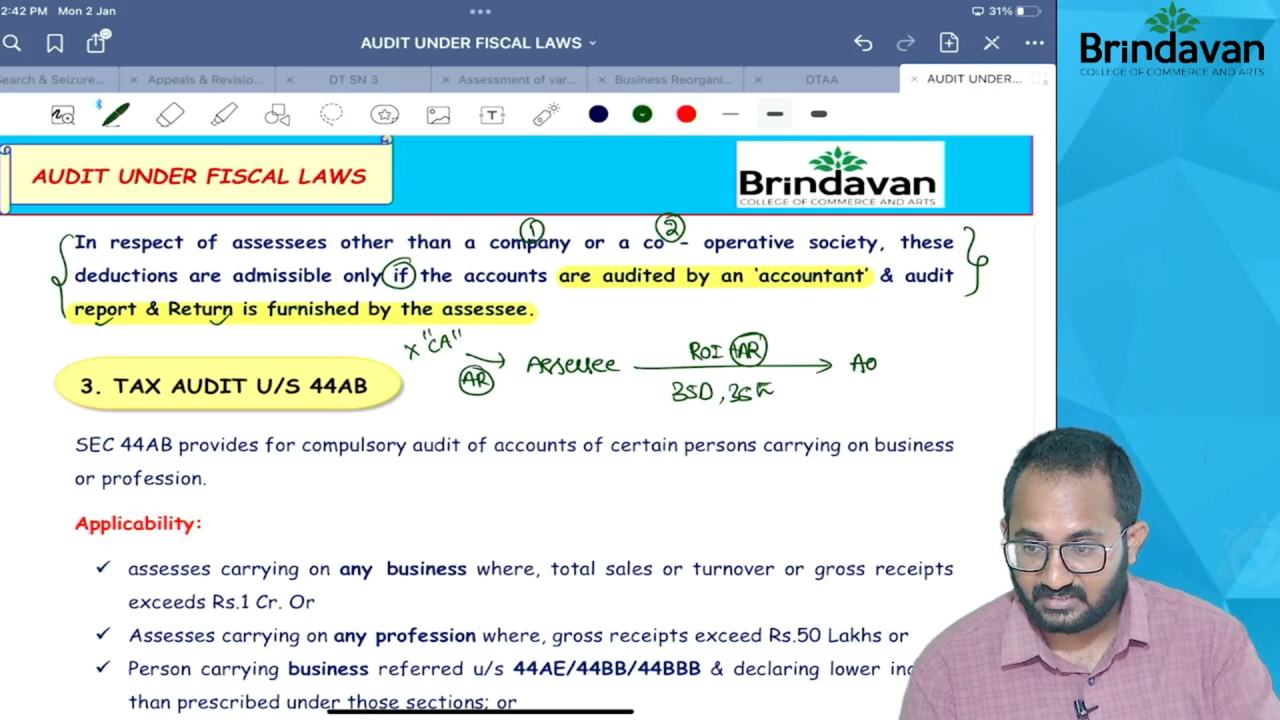 2:42 PM Mon 2 Jan
31%
AUDIT UNDER FISCAL LAWS
Brindavan
COLLEGE OF COMMERCE AND ARTS
earch & Seizure...
Appeals & Revisio...
DT SN 3
Assessment of var...
Business Reorgani...
DTAA
AUDIT UNDER...
AUDIT UNDER FISCAL LAWS
Brindavan
COLLEGE OF COMMERCE AND ARTS
1 2
In respect of assessees other than a company or a co - operative society, these
deductions are admissible only if the accounts are audited by an 'accountant' & audit
report & Return is furnished by the assessee.
x "CA" Assessee ROI + AR AO
AR 35D, 35E
3. TAX AUDIT U/S 44AB
SEC 44AB provides for compulsory audit of accounts of certain persons carrying on business
or profession.
Applicability:
✓ assesses carrying on any business where, total sales or turnover or gross receipts
exceeds Rs.1 Cr. Or
✓ Assesses carrying on any profession where, gross receipts exceed Rs.50 Lakhs or
✓ Person carrying business referred u/s 44AE/44BB/44BBB & declaring lower in
than prescribed under those sections; or